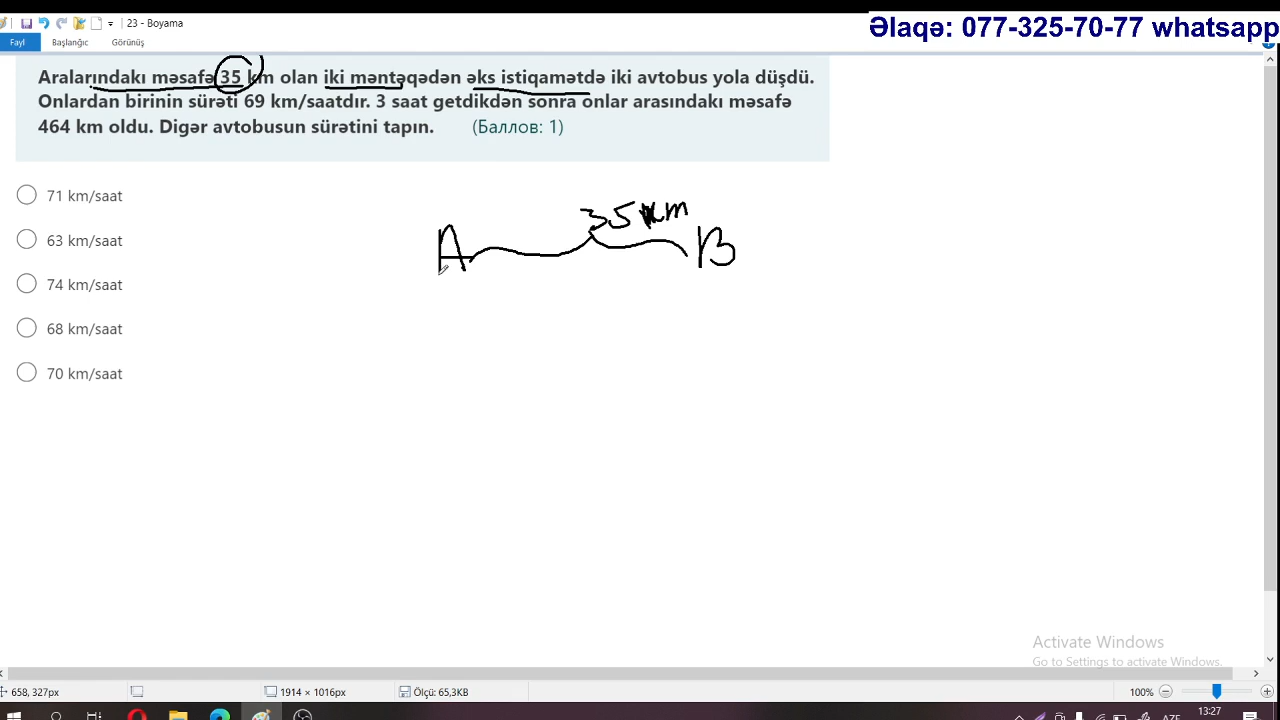 23 - Boyama
Əlaqə: 077-325-70-77 whatsapp
Fayl Başlanğıc Görünüş
Aralarındakı məsafə 35 km olan iki məntəqədən əks istiqamətdə iki avtobus yola düşdü.
Onlardan birinin sürəti 69 km/saatdır. 3 saat getdikdən sonra onlar arasındakı məsafə
464 km oldu. Digər avtobusun sürətini tapın. (Баллов: 1)
71 km/saat
63 km/saat
74 km/saat
68 km/saat
70 km/saat
35 km
A B
Activate Windows
Go to Settings to activate Windows.
658, 327px 1914 × 1016px Ölçü: 65,3KB 100%
AZE 13:27